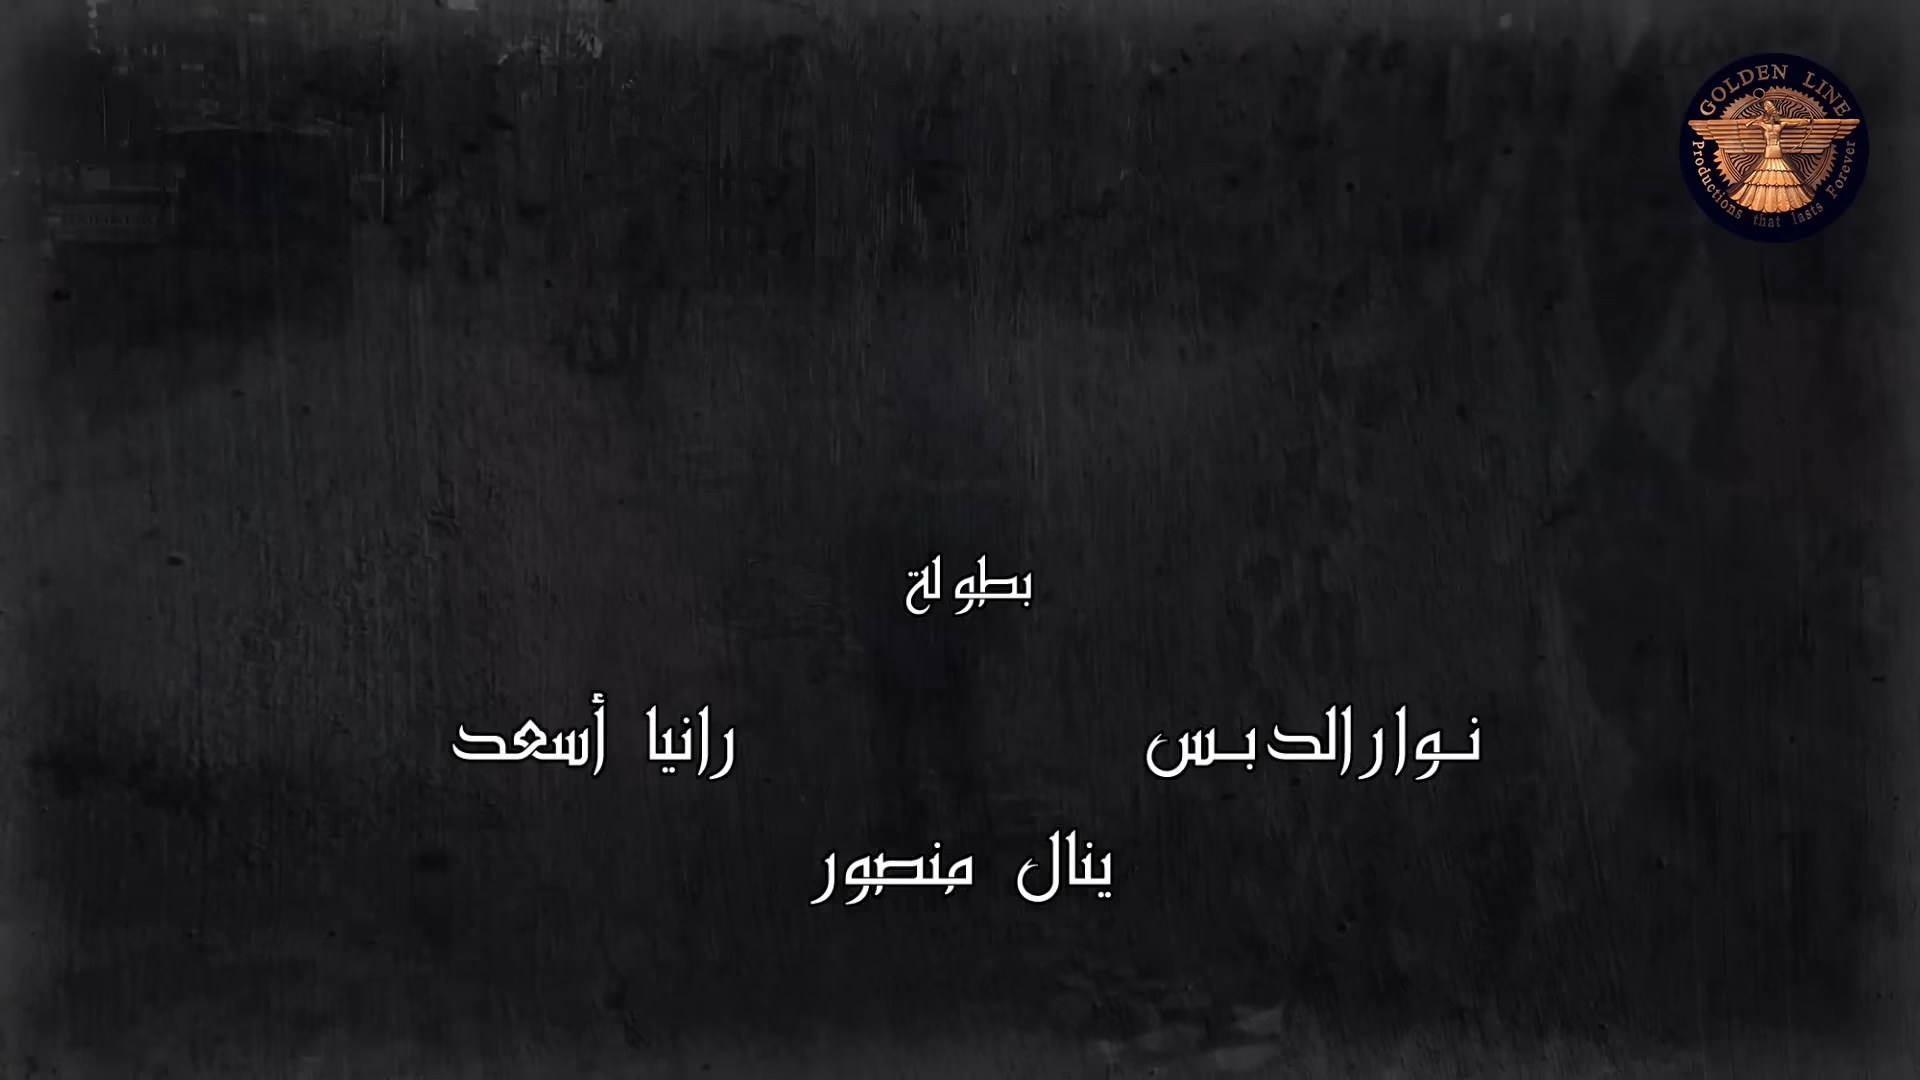 GOLDEN LINE
Productions that lasts Forever
بطولة
نوار الدبس رانيا أسعد
ينال منصور